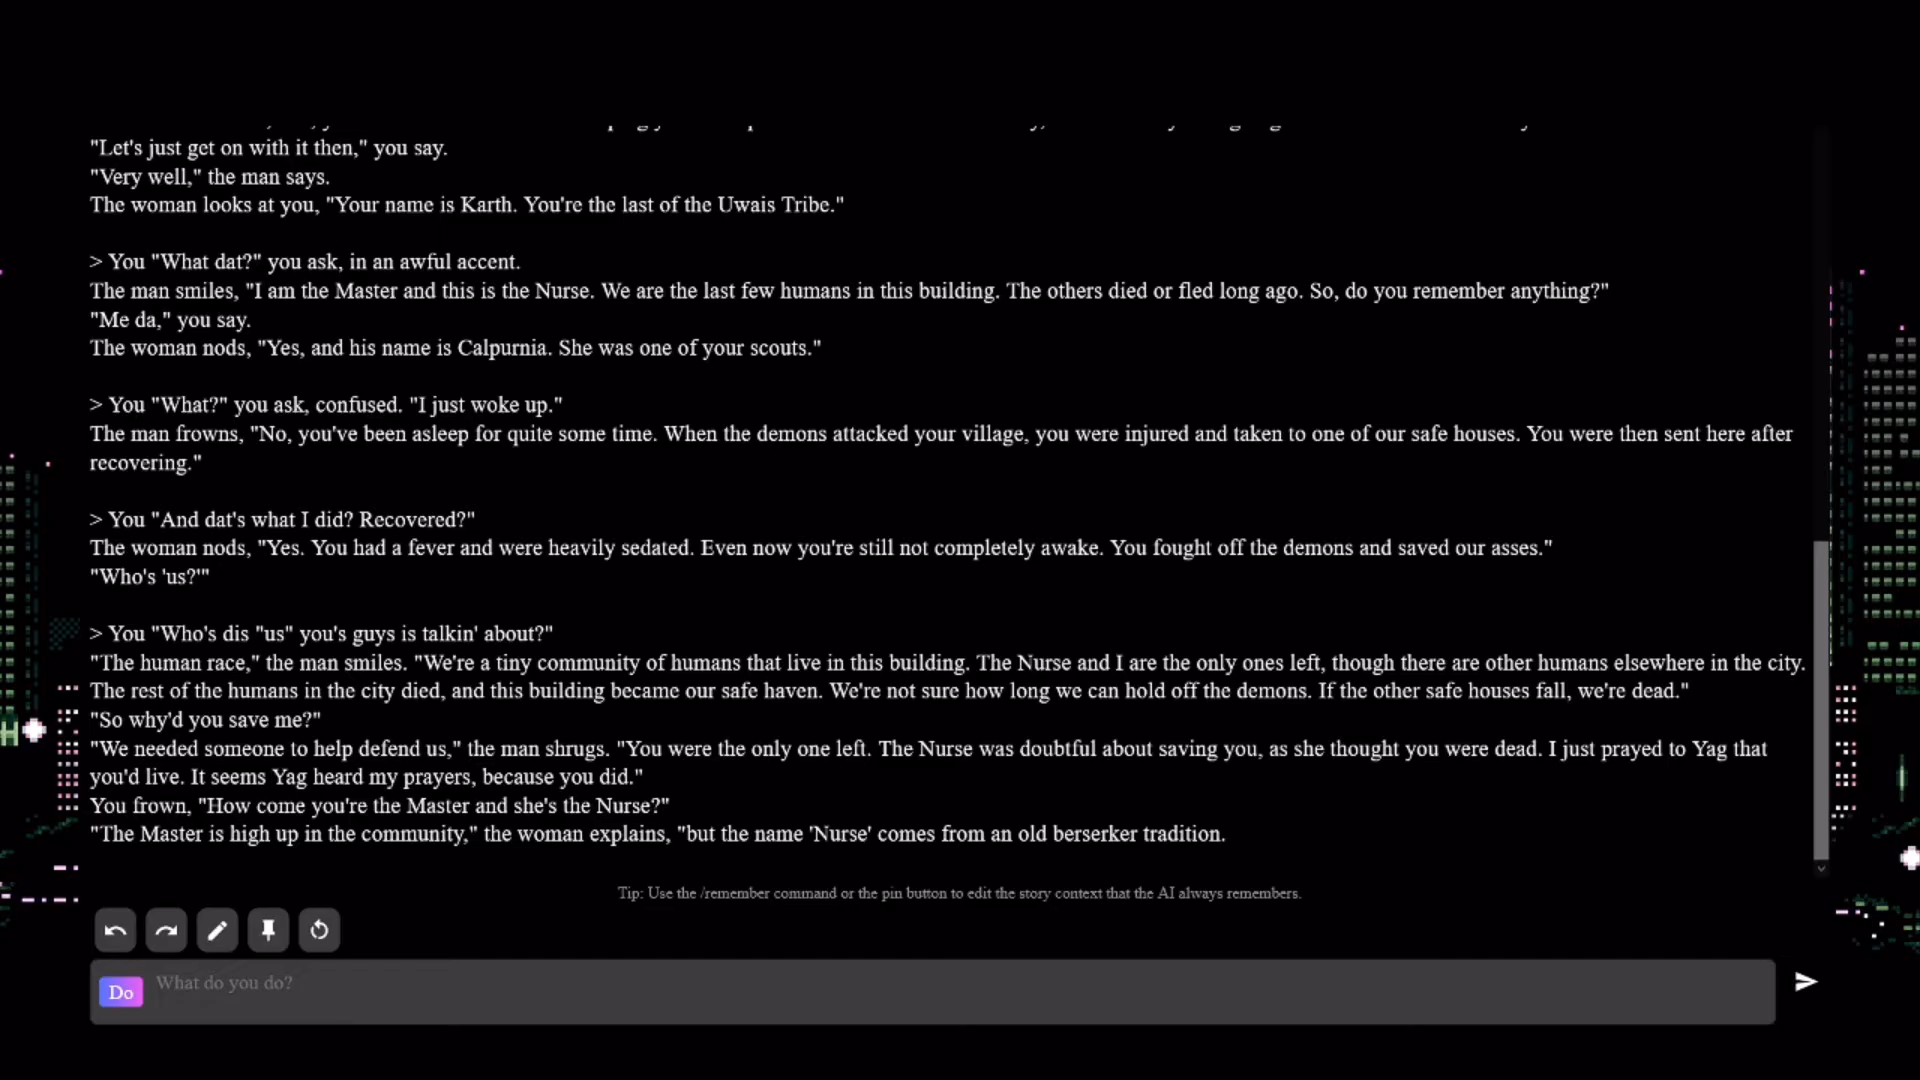 "Let's just get on with it then," you say.
"Very well," the man says.
The woman looks at you, "Your name is Karth. You're the last of the Uwais Tribe."
> You "What dat?" you ask, in an awful accent.
The man smiles, "I am the Master and this is the Nurse. We are the last few humans in this building. The others died or fled long ago. So, do you remember anything?"
"Me da," you say.
The woman nods, "Yes, and his name is Calpurnia. She was one of your scouts."
> You "What?" you ask, confused. "I just woke up."
The man frowns, "No, you've been asleep for quite some time. When the demons attacked your village, you were injured and taken to one of our safe houses. You were then sent here after
recovering."
> You "And dat's what I did? Recovered?"
The woman nods, "Yes. You had a fever and were heavily sedated. Even now you're still not completely awake. You fought off the demons and saved our asses."
"Who's 'us?'"
> You "Who's dis "us" you's guys is talkin' about?"
"The human race," the man smiles. "We're a tiny community of humans that live in this building. The Nurse and I are the only ones left, though there are other humans elsewhere in the city.
The rest of the humans in the city died, and this building became our safe haven. We're not sure how long we can hold off the demons. If the other safe houses fall, we're dead."
"So why'd you save me?"
"We needed someone to help defend us," the man shrugs. "You were the only one left. The Nurse was doubtful about saving you, as she thought you were dead. I just prayed to Yag that
you'd live. It seems Yag heard my prayers, because you did."
You frown, "How come you're the Master and she's the Nurse?"
"The Master is high up in the community," the woman explains, "but the name 'Nurse' comes from an old berserker tradition.
Tip: Use the /remember command or the pin button to edit the story context that the AI always remembers.
Do What do you do?